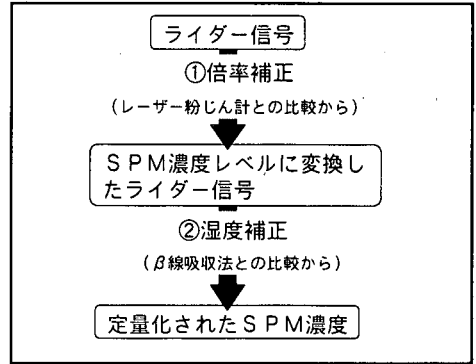 ライダー信号
①倍率補正
(レーザー粉じん計との比較から)
SPM濃度レベルに変換し
たライダー信号
②湿度補正
(β線吸収法との比較から)
定量化されたSPM濃度